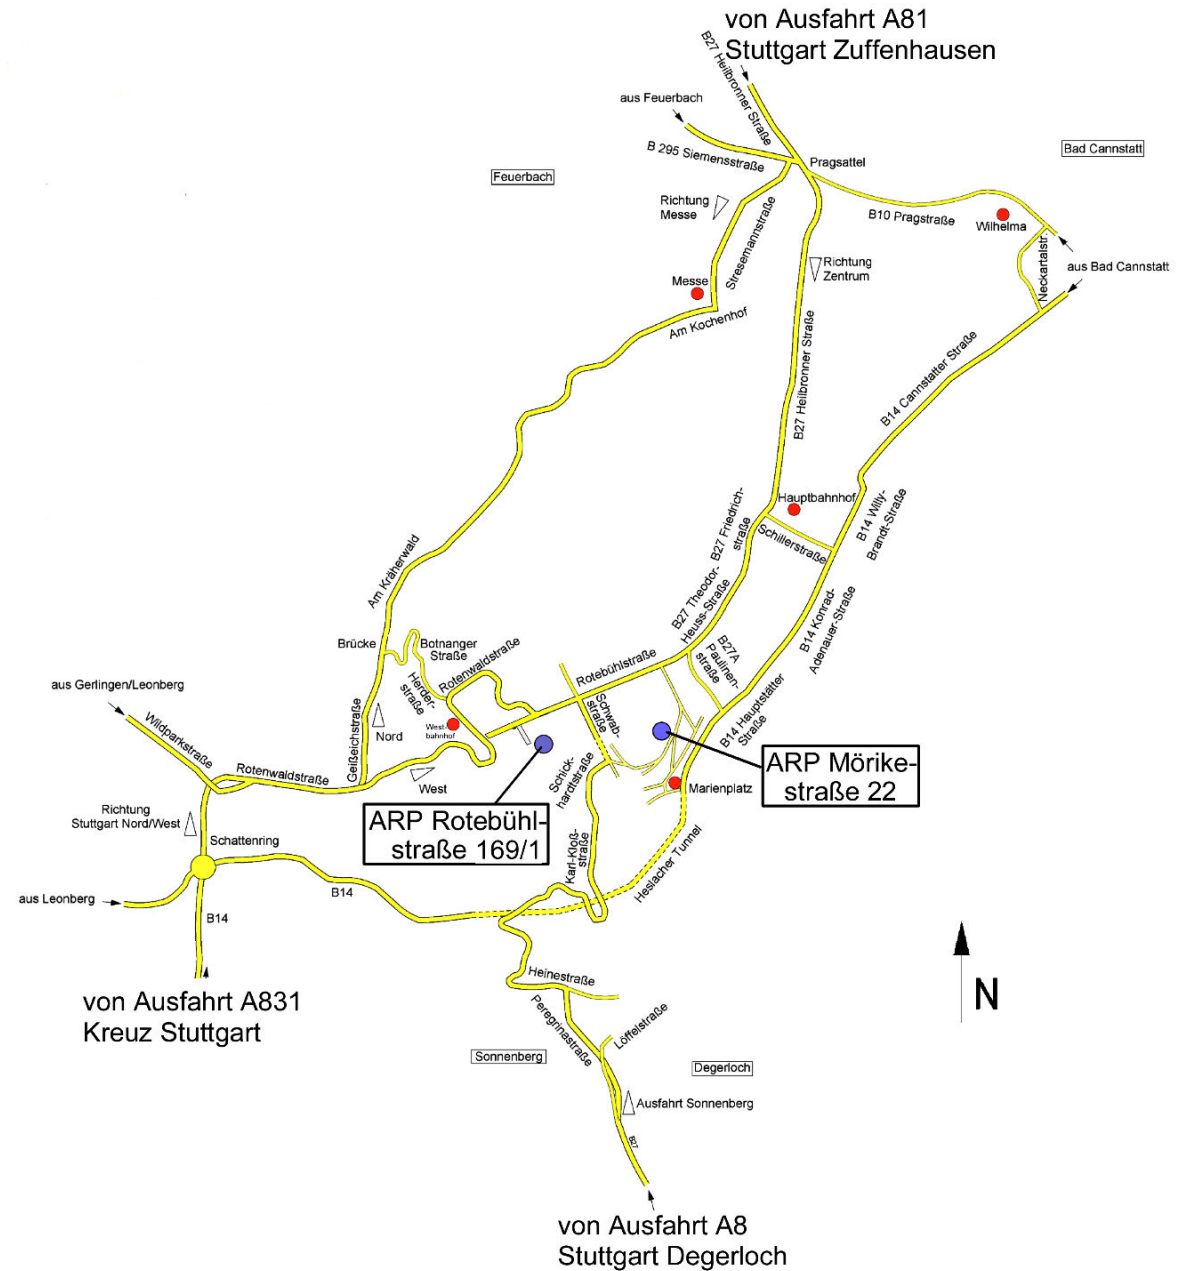 von Ausfahrt A81
Stuttgart Zuffenhausen
B27 Heilbronner Straße
aus Feuerbach
B 295 Siemensstraße
Pragsattel
Bad Cannstatt
Feuerbach
Richtung
Messe
Stresemannstraße
B10 Pragstraße
Wilhelma
Neckartalstr.
aus Bad Cannstatt
Richtung
Zentrum
Messe
Am Kochenhof
B27 Heilbronner Straße
B14 Cannstatter Straße
Hauptbahnhof
Schillerstraße
B14 Willy-
Brandt-Straße
B27 Friedrich-
straße
Am Kräherwald
B27 Theodor-
Heuss-Straße
B14 Konrad-
Adenauer-Straße
Brücke
Botnanger
Straße
Herder-
straße
Rotenwaldstraße
Rotebühlstraße
B27A
Paulinen-
straße
aus Gerlingen/Leonberg
Wildparkstraße
Geißeichstraße
Nord
West-
bahnhof
Schwab-
straße
B14 Hauptstätter
Straße
Rotenwaldstraße
West
Schick-
hardtstraße
Marienplatz
ARP Mörike-
straße 22
ARP Rotebühl-
straße 169/1
Richtung
Stuttgart Nord/West
Schattenring
Karl-Kloß-
straße
Heslacher Tunnel
aus Leonberg
B14
B14
von Ausfahrt A831
Kreuz Stuttgart
Heinestraße
Peregrinastraße
Löffelstraße
N
Sonnenberg
Degerloch
Ausfahrt Sonnenberg
B27
von Ausfahrt A8
Stuttgart Degerloch